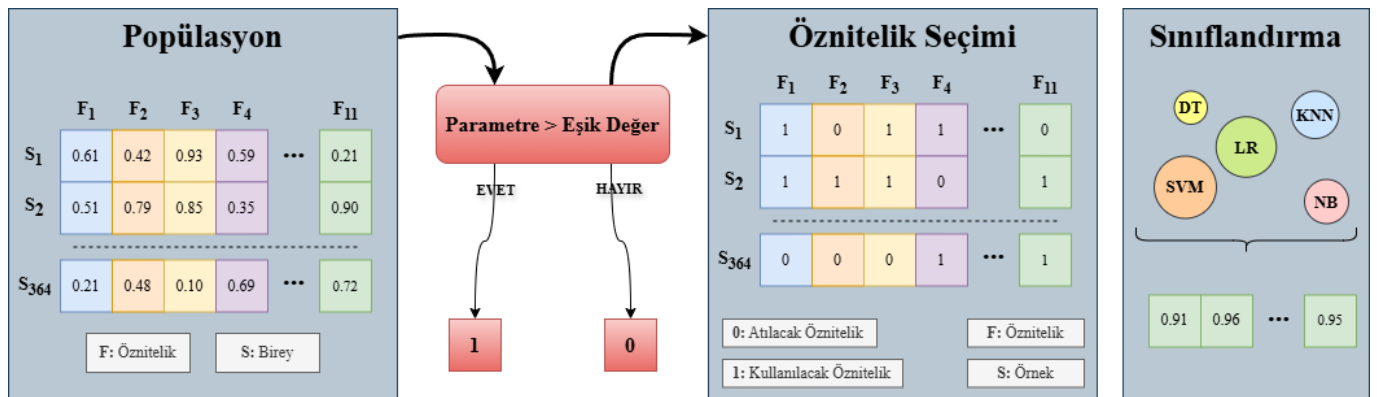 Popülasyon
F1 F2 F3 F4 F11
S1 0.61 0.42 0.93 0.59 ••• 0.21
S2 0.51 0.79 0.85 0.35 0.90
S364 0.21 0.48 0.10 0.69 ••• 0.72
F: Öznitelik S: Birey
Parametre > Eşik Değer
EVET HAYIR
1 0
Öznitelik Seçimi
F1 F2 F3 F4 F11
S1 1 0 1 1 ••• 0
S2 1 1 1 0 1
S364 0 0 0 1 ••• 1
0: Atılacak Öznitelik F: Öznitelik
1: Kullanılacak Öznitelik S: Örnek
Sınıflandırma
DT KNN
LR
SVM NB
0.91 0.96 ••• 0.95